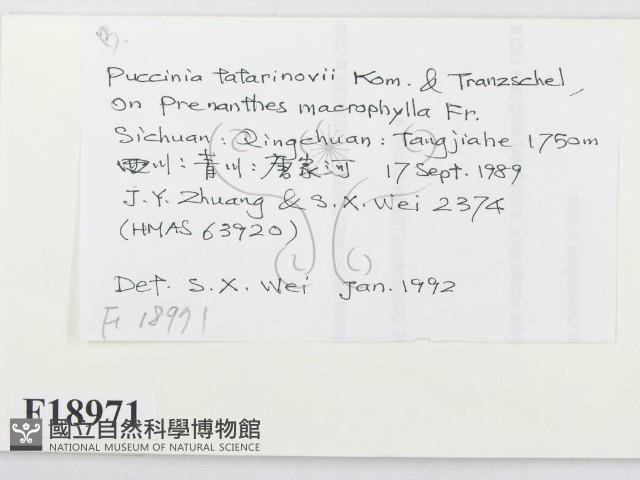 Puccinia tatarinovii Kom. & Tranzschel,
on Prenanthes macrophylla Fr.
Sichuan: Qingchuan: Tangjiahe 1750m
四川: 青川: 唐家河 17 Sept. 1989
J.Y. Zhuang & S.X. Wei 2374
(HMAS 63920)
Det. S.X. Wei Jan. 1992
F 18971
F18971
國立自然科學博物館
NATIONAL MUSEUM OF NATURAL SCIENCE